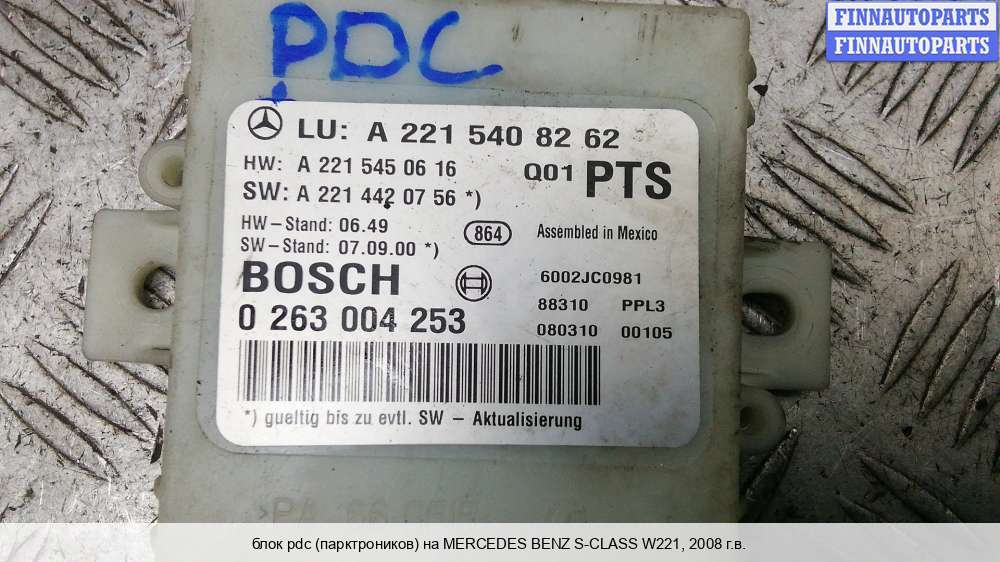 FINNAUTOPARTS
FINNAUTOPARTS
PDC
LU: A 221 540 82 62
HW: A 221 545 06 16
Q01 PTS
SW: A 221 442 07 56 *)
HW-Stand: 06.49
864
Assembled in Mexico
SW-Stand: 07.09.00 *)
BOSCH
6002JC0981
0 263 004 253
88310 PPL3
080310 00105
*) gueltig bis zu evtl. SW - Aktualisierung
блок pdc (парктроников) на MERCEDES BENZ S-CLASS W221, 2008 г.в.